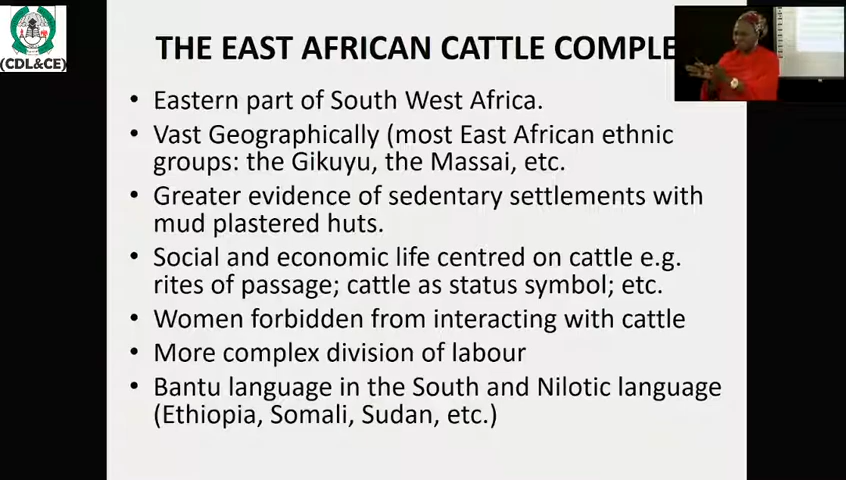 (CDL&CE)
THE EAST AFRICAN CATTLE COMPLE
• Eastern part of South West Africa.
• Vast Geographically (most East African ethnic
groups: the Gikuyu, the Massai, etc.
• Greater evidence of sedentary settlements with
mud plastered huts.
• Social and economic life centred on cattle e.g.
rites of passage; cattle as status symbol; etc.
• Women forbidden from interacting with cattle
• More complex division of labour
• Bantu language in the South and Nilotic language
(Ethiopia, Somali, Sudan, etc.)